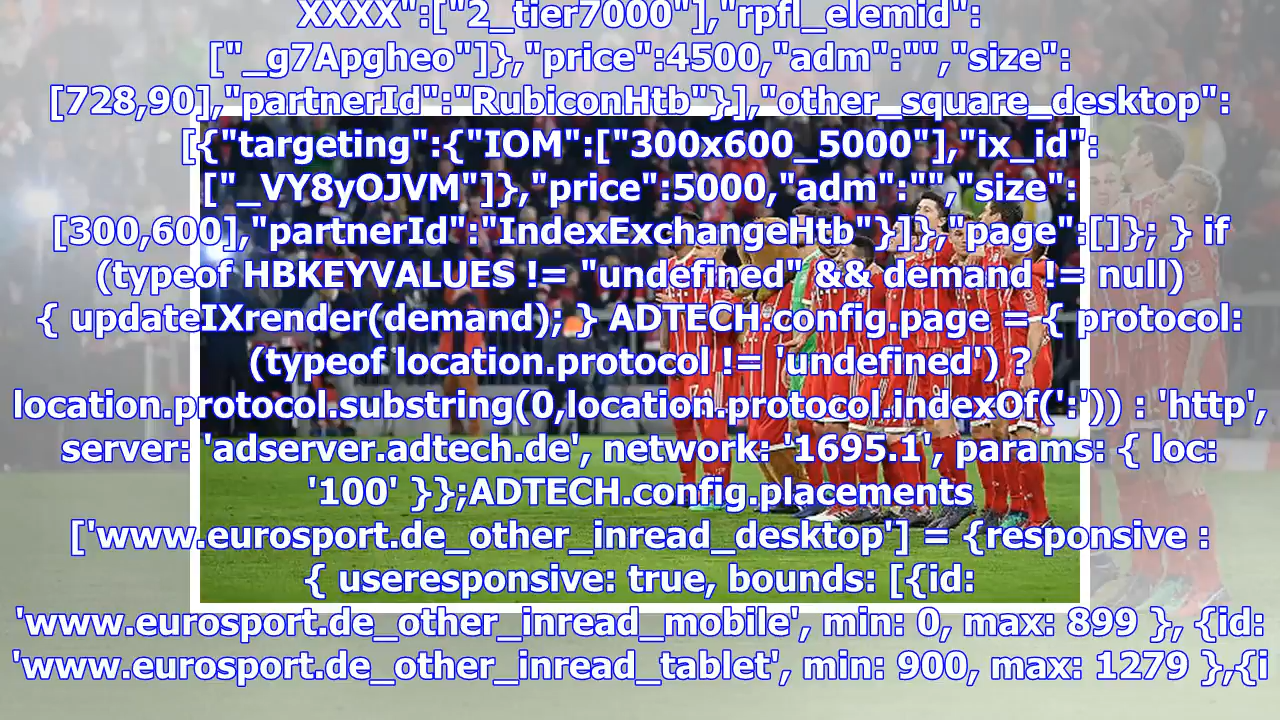 XXXX":["2_tier7000"],"rpfl_elemid":
["_g7Apgheo"]},"price":4500,"adm":"","size":
[728,90],"partnerId":"RubiconHtb"}],"other_square_desktop":
[{"targeting":{"IOM":["300x600_5000"],"ix_id":
["_VY8yOJVM"]},"price":5000,"adm":"","size":
[300,600],"partnerId":"IndexExchangeHtb"}]},"page":[]}; } if
(typeof HBKEYVALUES != "undefined" && demand != null)
{ updateIXrender(demand); } ADTECH.config.page = { protocol:
(typeof location.protocol != 'undefined') ?
location.protocol.substring(0,location.protocol.indexOf(':')) : 'http',
server: 'adserver.adtech.de', network: '1695.1', params: { loc:
'100' }};ADTECH.config.placements
['www.eurosport.de_other_inread_desktop'] = {responsive :
{ useresponsive: true, bounds: [{id:
'www.eurosport.de_other_inread_mobile', min: 0, max: 899 }, {id:
'www.eurosport.de_other_inread_tablet', min: 900, max: 1279 },{i